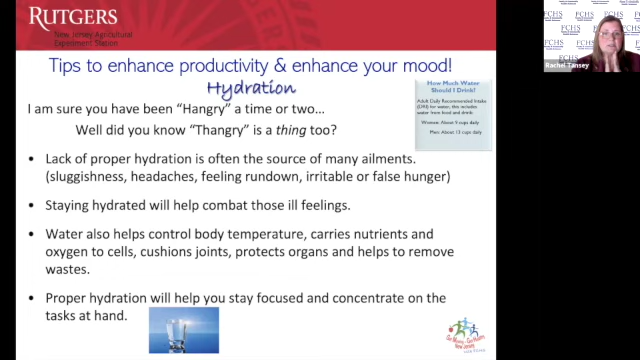 RUTGERS
New Jersey Agricultural
Experiment Station
FCHS
FCHS
FCHS
Rachel Tansey
Tips to enhance productivity & enhance your mood!
Hydration
How Much Water
Should I Drink?
Adult Daily Recommended Intake
(DRI) for water, this includes
water from food and drink:
Women: About 9 cups daily
Men: About 13 cups daily
I am sure you have been “Hangry” a time or two...
Well did you know “Thangry” is a thing too?
• Lack of proper hydration is often the source of many ailments.
(sluggishness, headaches, feeling rundown, irritable or false hunger)
• Staying hydrated will help combat those ill feelings.
• Water also helps control body temperature, carries nutrients and
oxygen to cells, cushions joints, protects organs and helps to remove
wastes.
• Proper hydration will help you stay focused and concentrate on the
tasks at hand.
New Jersey